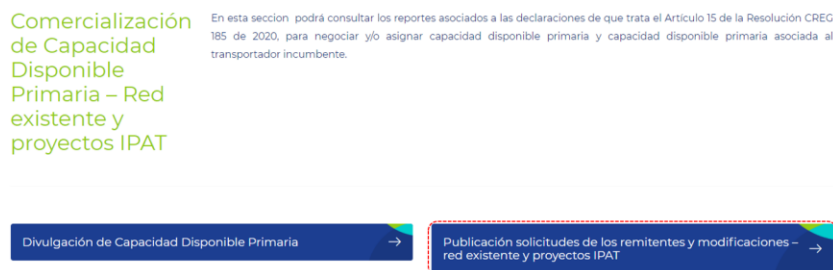 Comercialización
de Capacidad
Disponible
Primaria – Red
existente y
proyectos IPAT
En esta seccion podrá consultar los reportes asociados a las declaraciones de que trata el Artículo 15 de la Resolución CREG
185 de 2020, para negociar y/o asignar capacidad disponible primaria y capacidad disponible primaria asociada al
transportador incumbente.
Divulgación de Capacidad Disponible Primaria →
Publicación solicitudes de los remitentes y modificaciones –
red existente y proyectos IPAT →